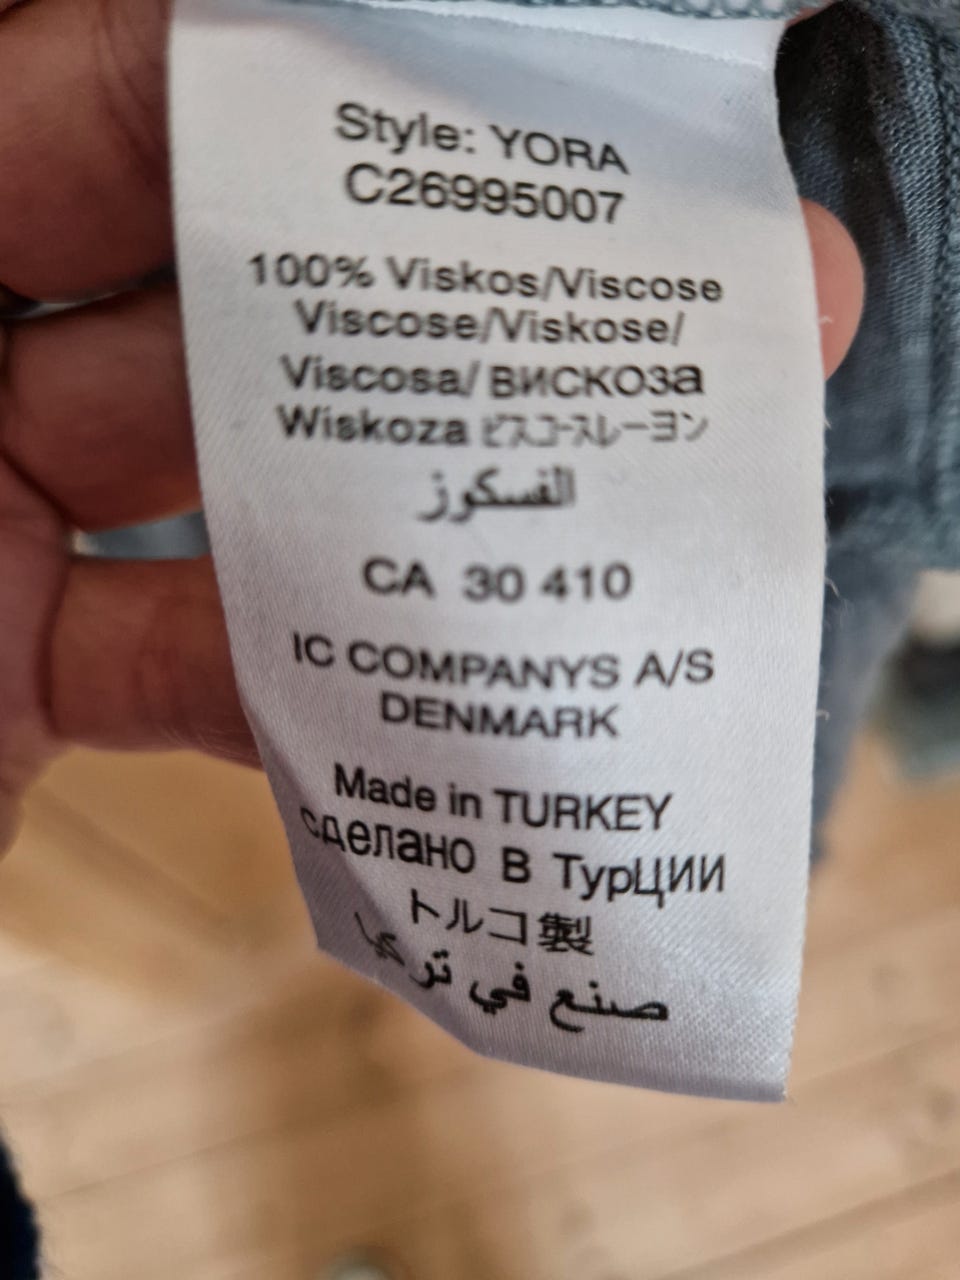 Style: YORA
C26995007
100% Viskos/Viscose
Viscose/Viskose/
Viscosa/ вискоза
Wiskoza ビスコースレーヨン
الفسكوز
CA 30 410
IC COMPANYS A/S
DENMARK
Made in TURKEY
сделано в Турции
トルコ製
صنع في تركيا